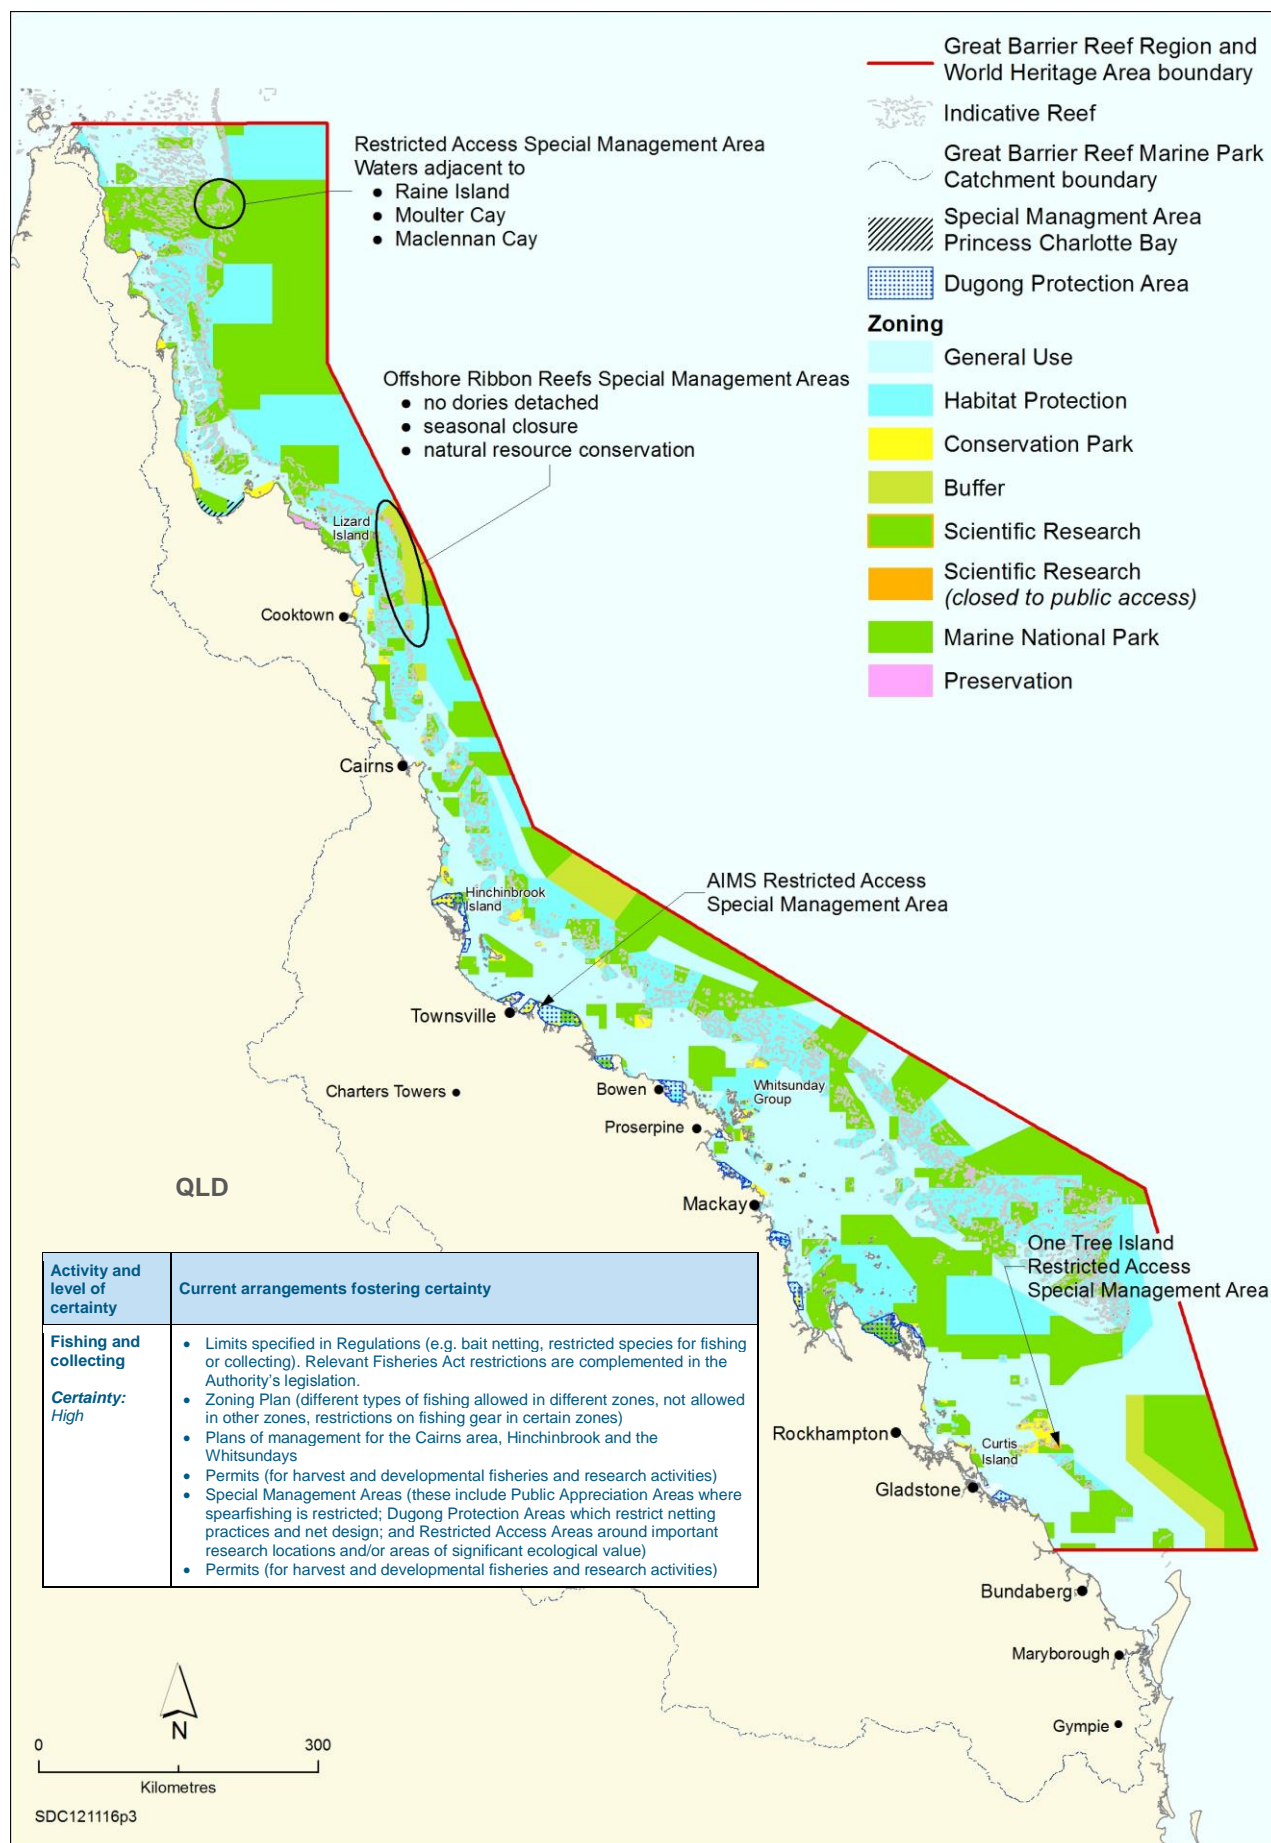 Great Barrier Reef Region and
World Heritage Area boundary
Indicative Reef
Great Barrier Reef Marine Park
Catchment boundary
Special Managment Area
Princess Charlotte Bay
Dugong Protection Area
Zoning
General Use
Habitat Protection
Conservation Park
Buffer
Scientific Research
Scientific Research
(closed to public access)
Marine National Park
Preservation
Restricted Access Special Management Area
Waters adjacent to
• Raine Island
• Moulter Cay
• Maclennan Cay
Offshore Ribbon Reefs Special Management Areas
• no dories detached
• seasonal closure
• natural resource conservation
Lizard
Island
Cooktown
Cairns
Hinchinbrook
Island
AIMS Restricted Access
Special Management Area
Townsville
Charters Towers
Bowen
Whitsunday
Group
Proserpine
QLD
Mackay
One Tree Island
Restricted Access
Special Management Area
Activity and
level of
certainty
Current arrangements fostering certainty
Fishing and
collecting
Certainty:
High
• Limits specified in Regulations (e.g. bait netting, restricted species for fishing
or collecting). Relevant Fisheries Act restrictions are complemented in the
Authority's legislation.
• Zoning Plan (different types of fishing allowed in different zones, not allowed
in other zones, restrictions on fishing gear in certain zones)
• Plans of management for the Cairns area, Hinchinbrook and the
Whitsundays
• Permits (for harvest and developmental fisheries and research activities)
• Special Management Areas (these include Public Appreciation Areas where
spearfishing is restricted; Dugong Protection Areas which restrict netting
practices and net design; and Restricted Access Areas around important
research locations and/or areas of significant ecological value)
• Permits (for harvest and developmental fisheries and research activities)
Rockhampton
Curtis
Island
Gladstone
Bundaberg
Maryborough
Gympie
N
0 300
Kilometres
SDC121116p3